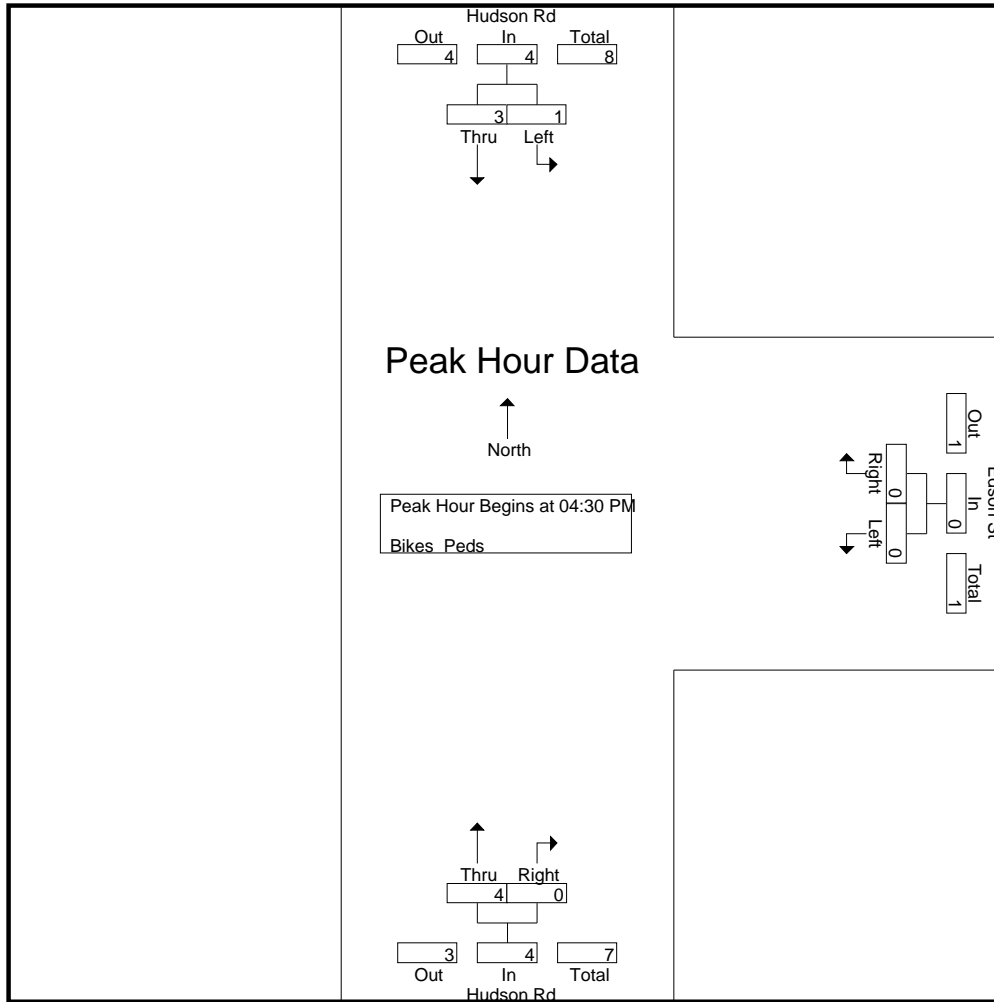 Hudson Rd
Out In Total
4 4 8
3 1
Thru Left
Peak Hour Data
North
Peak Hour Begins at 04:30 PM
Bikes Peds
Out
1
In
0
Total
1
Right
0
Left
0
Thru Right
4 0
3 4 7
Out In Total
Hudson Rd